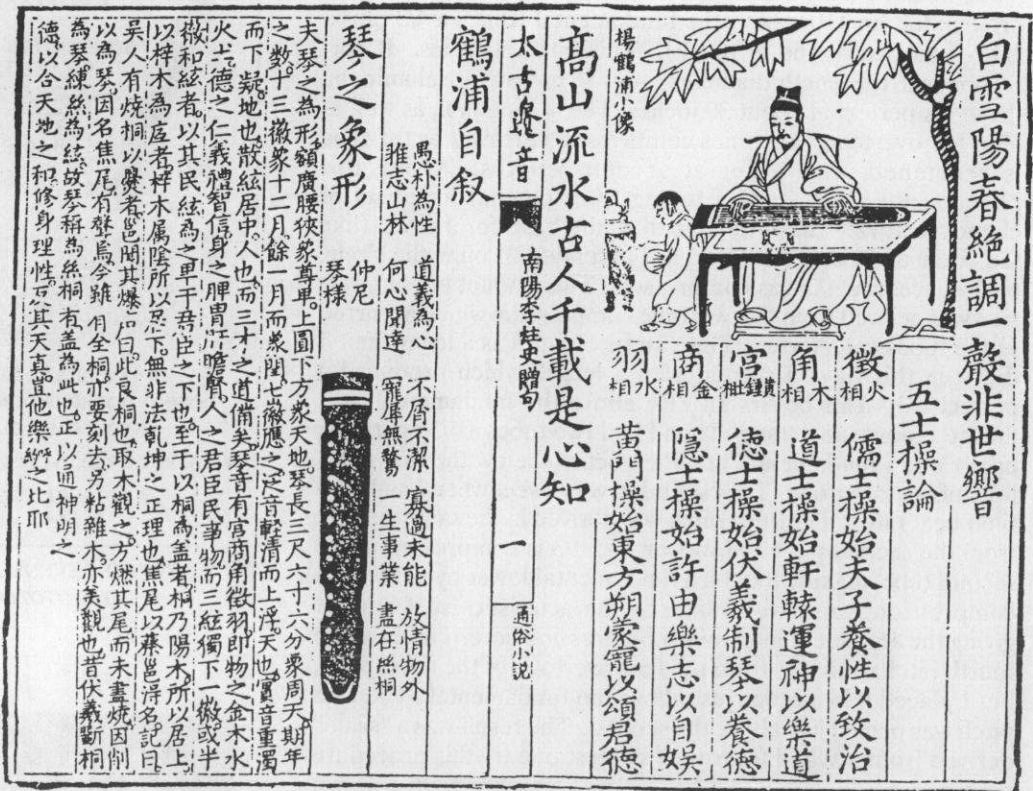 白雪陽春絶調一聲非世響
五士操論
徵火相 儒士操始夫子養性以致治
角木相 道士操始軒轅運神以樂道
宮相 德士操始伏羲制琴以養德
商金相 隱士操始許由樂志以自娛
羽水相 黄門操始東方朔蒙寵以頌君德
楊鶴浦小像
高山流水古人千載是心知
太古遺音 南陽李 史 句 一 通俗小説
鶴浦自叙
愚朴為性 道義為心 不屑不潔 寡過未能 放情物外
雅志山林 何心聞達 寵辱無驚 一生事業 盡在絲桐
琴之象形
仲尼
琴樣
夫琴之為形額廣腰狹象尊卑上圓下方象天地琴長三尺六寸六分象周天期年
之數十三徽象十二月餘一月而象閏七徽應之定音輕清而上浮天也實音重濁
而下凝地也散絃居中人也而三才之道備矣琴音有宮商角徵羽即物之金木水
火土德之仁義禮智信身之脾胃心膽腎人之君臣民事物而三絃獨下一徽或半
徽和絃者以其民絃為之卑于君臣之下也至于以桐為盖者桐乃陽木所以居上
以梓木為底者梓木属陰所以居下無非法乾坤之正理也焦尾以蔡邕淂名記曰
吳人有焼桐以爨者邕聞其爆曰此良桐也取木觀之方燃其尾而未盡焼因削
以為琴因名焦尾有聲焉今雖有全桐亦要刻去另粘雜木亦美觀也昔伏羲斵桐
為琴練絲為絃故琴稱為絲桐有盖為此也正以通神明之
德以合天地之和修身理性反其天真豈他樂之比耶